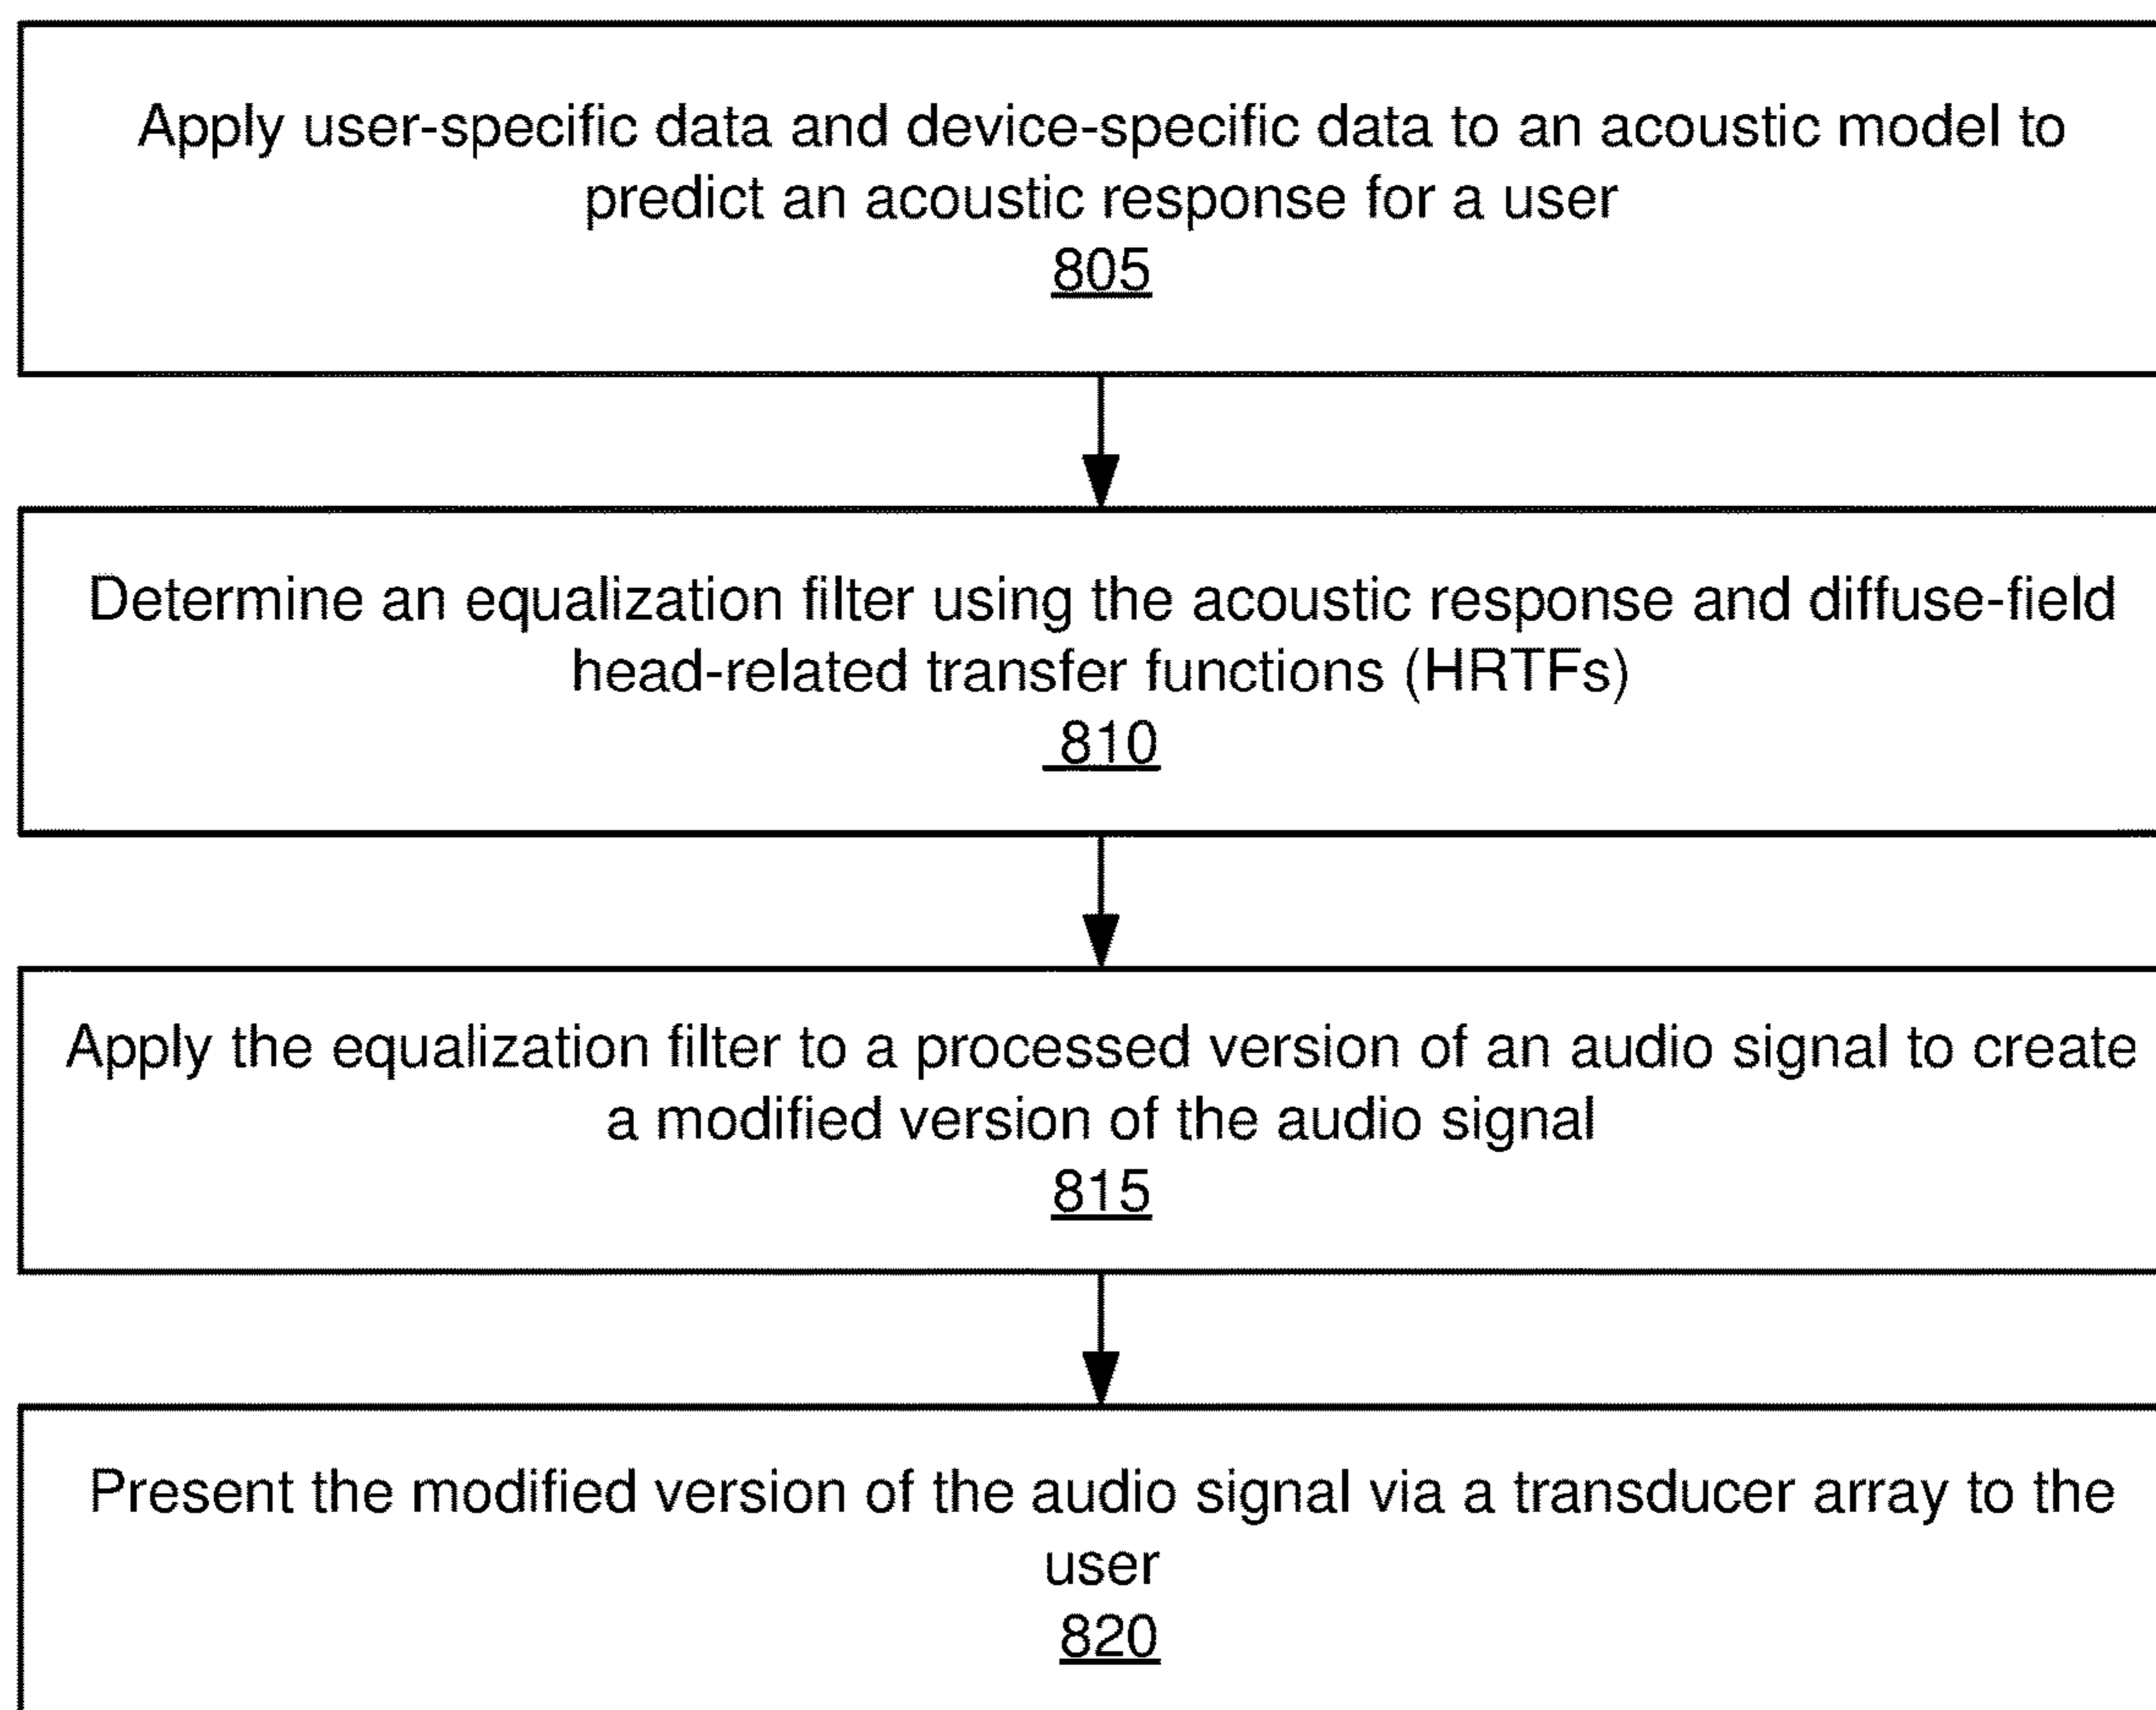 Apply user-specific data and device-specific data to an acoustic model to
predict an acoustic response for a user
805
Determine an equalization filter using the acoustic response and diffuse-field
head-related transfer functions (HRTFs)
810
Apply the equalization filter to a processed version of an audio signal to create
a modified version of the audio signal
815
Present the modified version of the audio signal via a transducer array to the
user
820